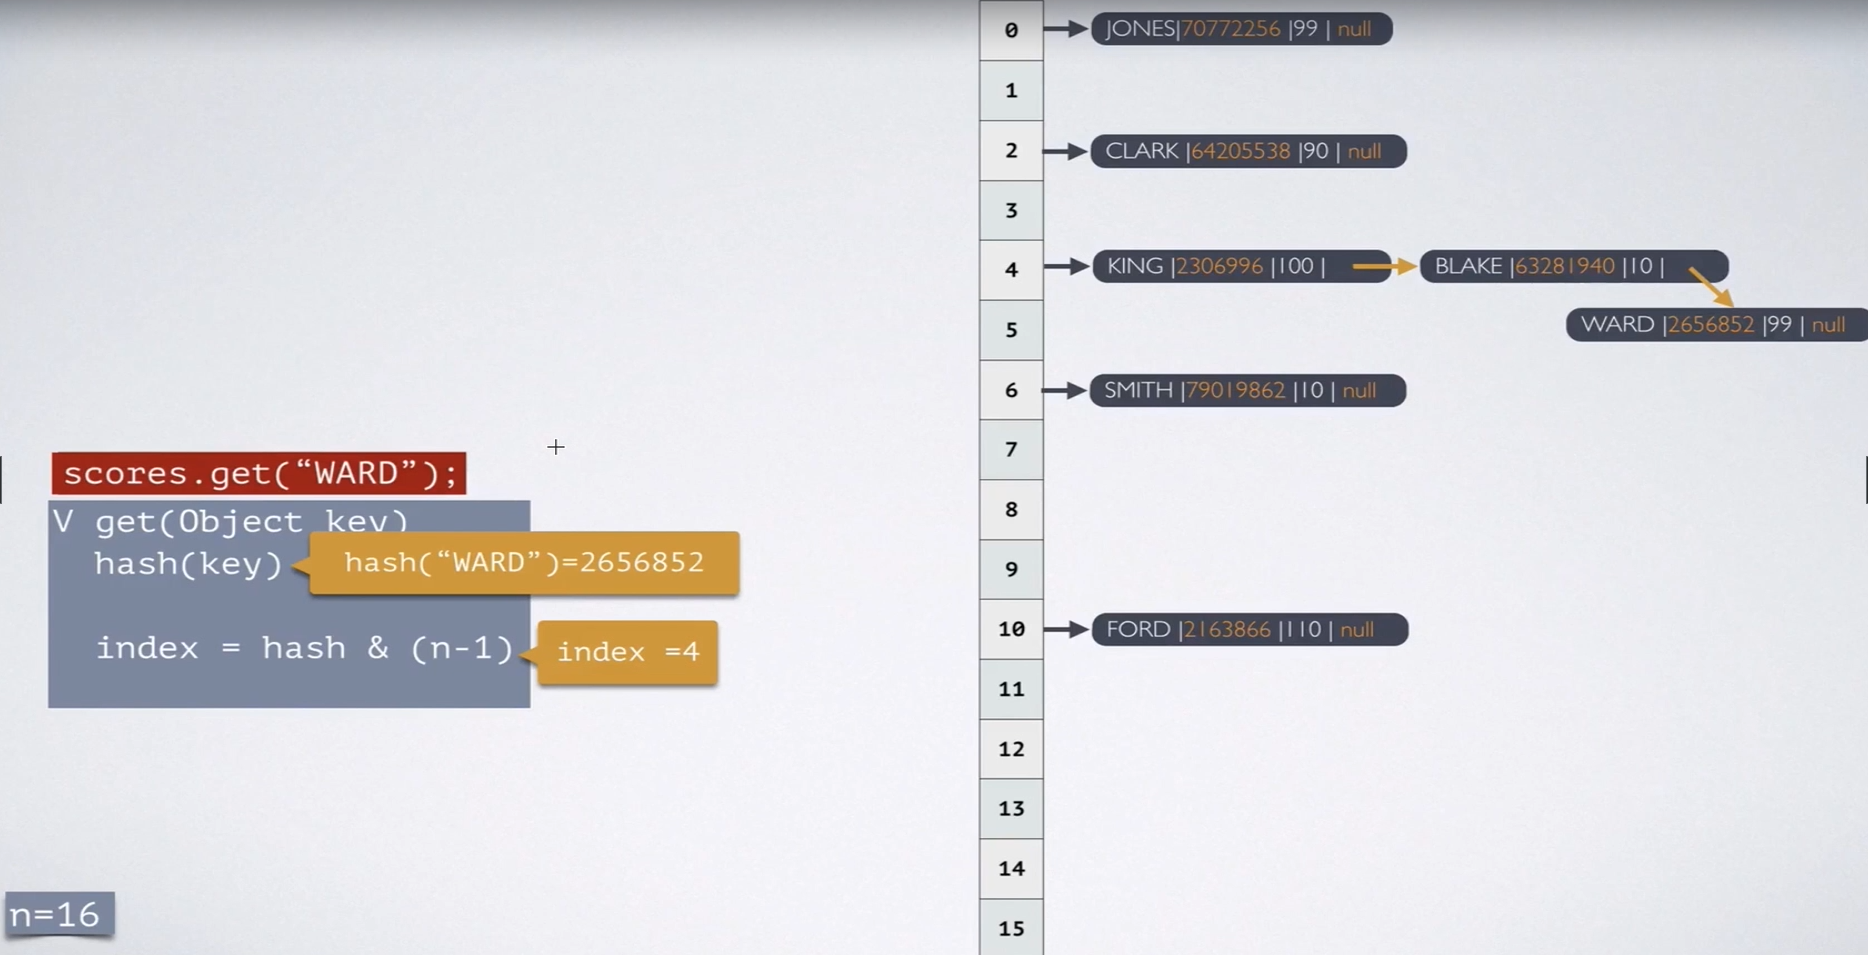 0
JONES|70772256 |99 | null
1
2
CLARK |64205538 |90 | null
3
4
KING |2306996 |100 |
BLAKE |63281940 |10 |
WARD |2656852 |99 | null
5
6
SMITH |79019862 |10 | null
7
8
9
10
FORD |2163866 |110 | null
11
12
13
14
15
scores.get(“WARD”);
V get(Object key)
hash(key)
hash(“WARD”)=2656852
index = hash & (n-1)
index =4
n=16